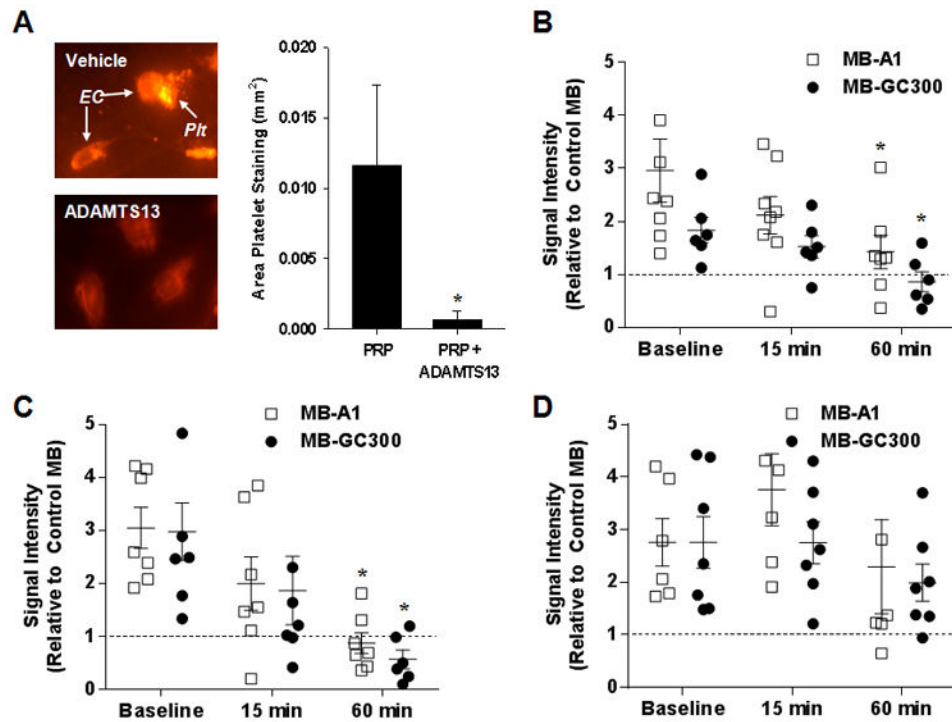 A
Vehicle
EC
Plt
ADAMTS13
Area Platelet Staining (mm²)
0.020
0.015
0.010
0.005
0.000
*
PRP
PRP +
ADAMTS13
B
MB-A1
MB-GC300
Signal Intensity
(Relative to Control MB)
5
4
3
2
1
0
*
*
Baseline
15 min
60 min
C
MB-A1
MB-GC300
Signal Intensity
(Relative to Control MB)
5
4
3
2
1
0
*
*
Baseline
15 min
60 min
D
MB-A1
MB-GC300
Signal Intensity
(Relative to Control MB)
5
4
3
2
1
0
Baseline
15 min
60 min